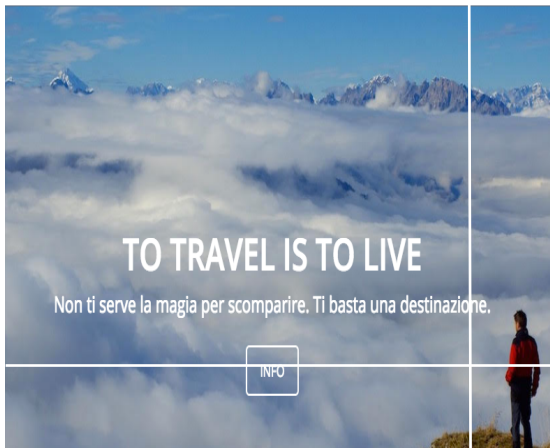 TO TRAVEL IS TO LIVE
Non ti serve la magia per scomparire. Ti basta una destinazione.
INFO